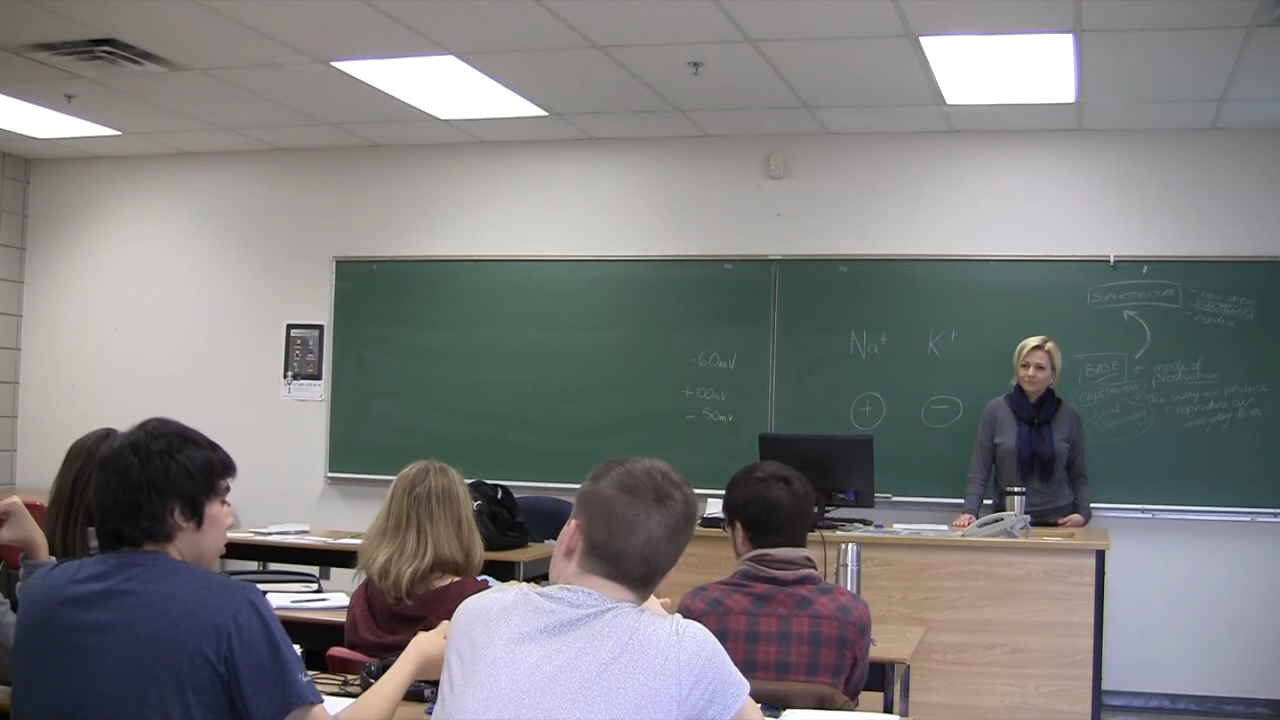 -60mV
+100mV
- 50mV
Na+ K+
+ −
SUPERSTRUCTURE
- education
- media
BASE - mode of
production
capitalism
The way we produce
+ reproduce our
everyday lives